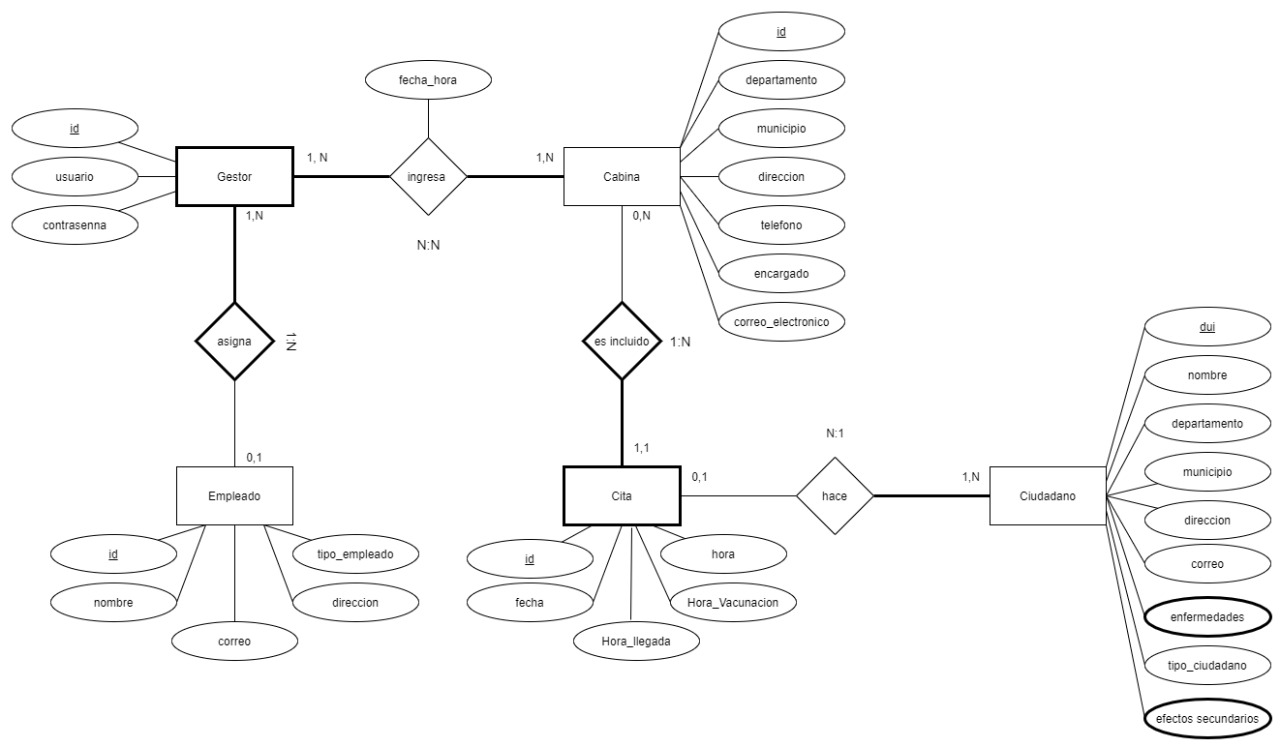 id
departamento
fecha_hora
id
municipio
1, N
1,N
usuario
Gestor
ingresa
Cabina
direccion
1,N
0,N
contrasenna
telefono
N:N
encargado
correo_electronico
asigna
1:N
es incluido
1:N
dui
nombre
departamento
N:1
0,1
1,1
municipio
0,1
1,N
Empleado
Cita
hace
Ciudadano
direccion
id
tipo_empleado
id
hora
correo
nombre
direccion
fecha
Hora_Vacunacion
enfermedades
correo
Hora_llegada
tipo_ciudadano
efectos secundarios